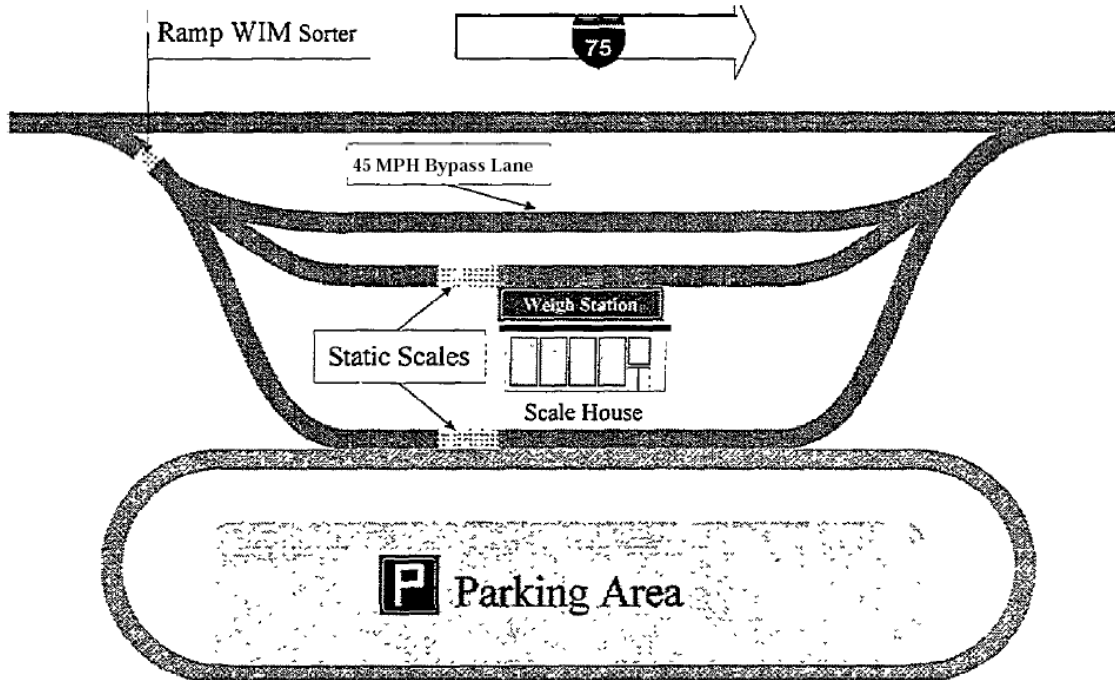 Ramp WIM Sorter
75
45 MPH Bypass Lane
Weigh Station
Static Scales
Scale House
P Parking Area